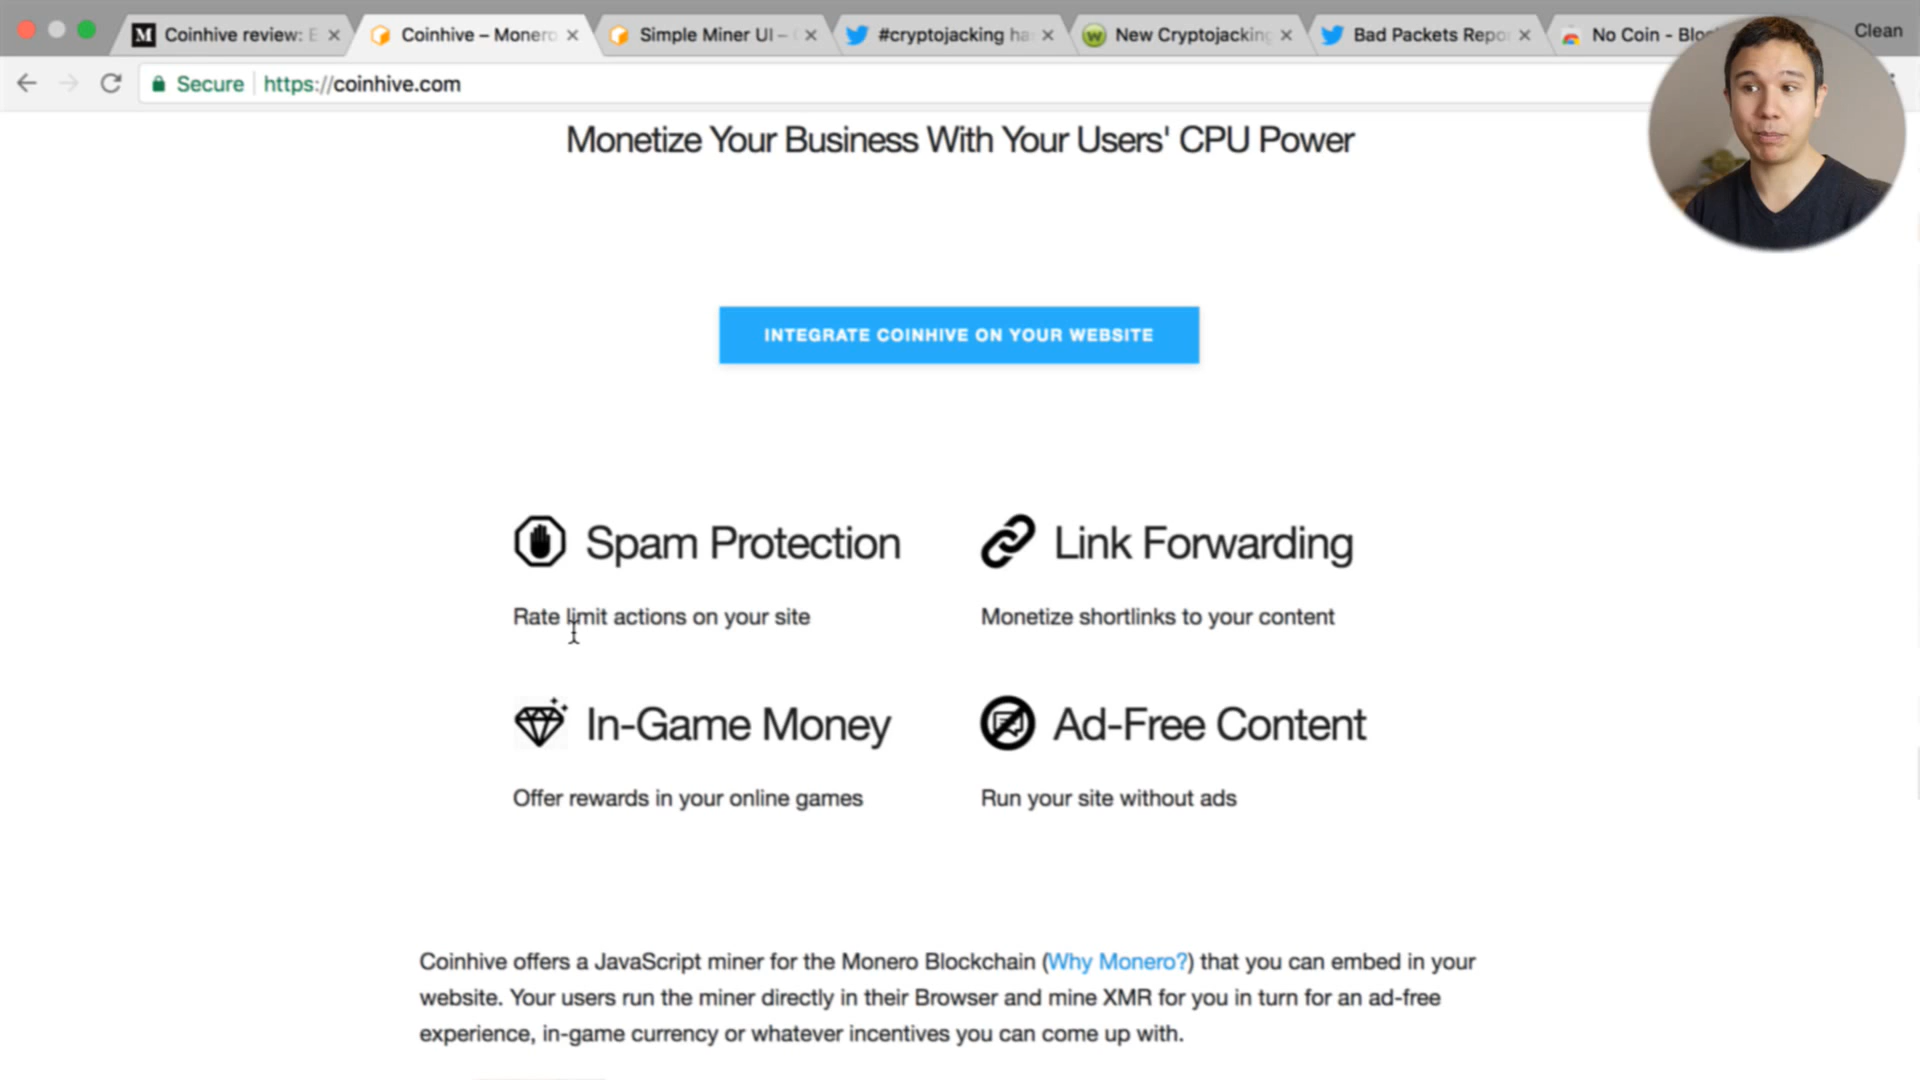 M Coinhive review: E
Coinhive – Monero
Simple Miner UI –
#cryptojacking ha
w New Cryptojacking
Bad Packets Repo
No Coin - Bloc
Clean
Secure https://coinhive.com
Monetize Your Business With Your Users' CPU Power
INTEGRATE COINHIVE ON YOUR WEBSITE
Spam Protection
Rate limit actions on your site
Link Forwarding
Monetize shortlinks to your content
In-Game Money
Offer rewards in your online games
Ad-Free Content
Run your site without ads
Coinhive offers a JavaScript miner for the Monero Blockchain (Why Monero?) that you can embed in your
website. Your users run the miner directly in their Browser and mine XMR for you in turn for an ad-free
experience, in-game currency or whatever incentives you can come up with.